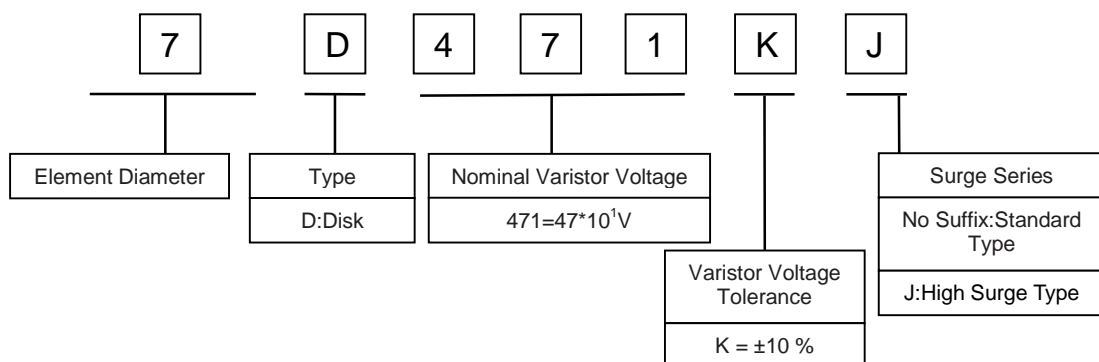 7 D 4 7 1 K J
Element Diameter
Type
D:Disk
Nominal Varistor Voltage
471=47*10¹V
Varistor Voltage
Tolerance
K = ±10 %
Surge Series
No Suffix:Standard
Type
J:High Surge Type